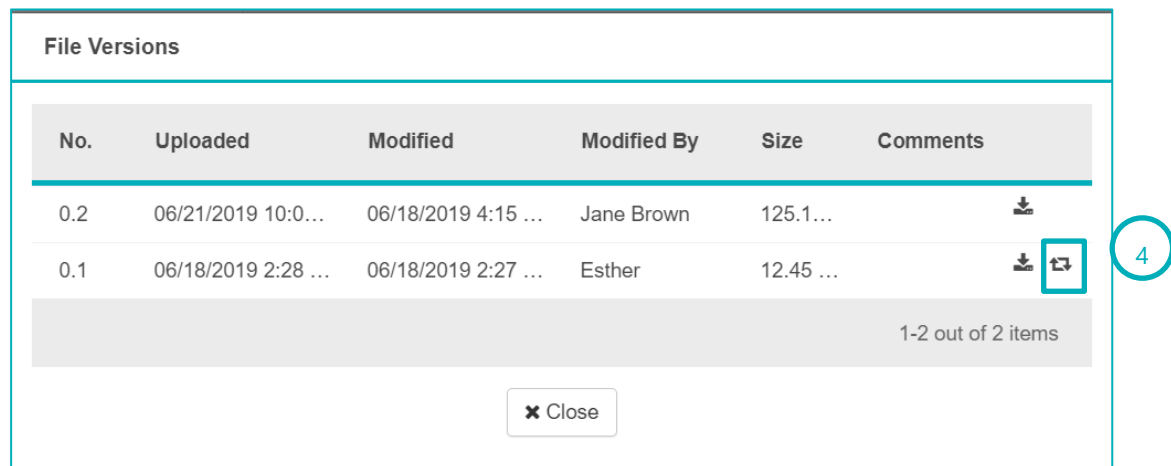 File Versions
No. Uploaded Modified Modified By Size Comments
0.2 06/21/2019 10:0... 06/18/2019 4:15 ... Jane Brown 125.1...
0.1 06/18/2019 2:28 ... 06/18/2019 2:27 ... Esther 12.45 ...
4
1-2 out of 2 items
Close